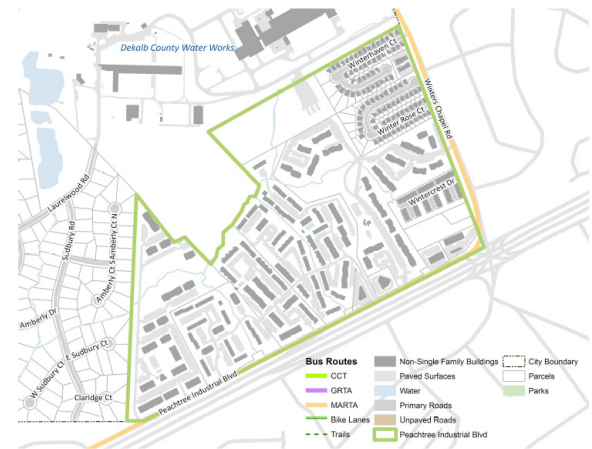 Dekalb County Water Works
Winterhaven Ct
Winters Chapel Rd
Winter Rose Ct
Wintercrest Dr
Laurelwood Rd
Sudbury Rd
Amberly Ct N
Amberly Ct S
Amberly Dr
E Sudbury Ct
W Sudbury Ct
Claridge Ct
Peachtree Industrial Blvd
Bus Routes
CCT
GRTA
MARTA
Bike Lanes
Trails
Non-Single Family Buildings
Paved Surfaces
Water
Primary Roads
Unpaved Roads
Peachtree Industrial Blvd
City Boundary
Parcels
Parks